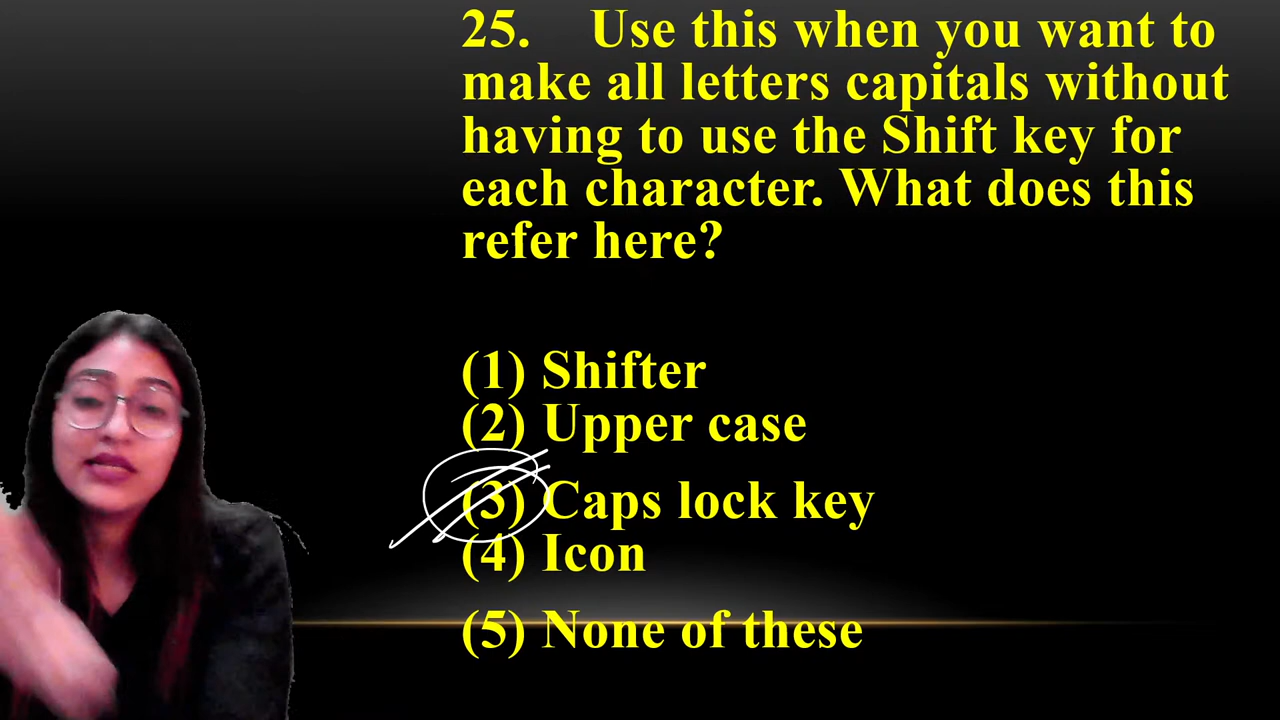 25. Use this when you want to
make all letters capitals without
having to use the Shift key for
each character. What does this
refer here?
(1) Shifter
(2) Upper case
(3) Caps lock key
(4) Icon
(5) None of these